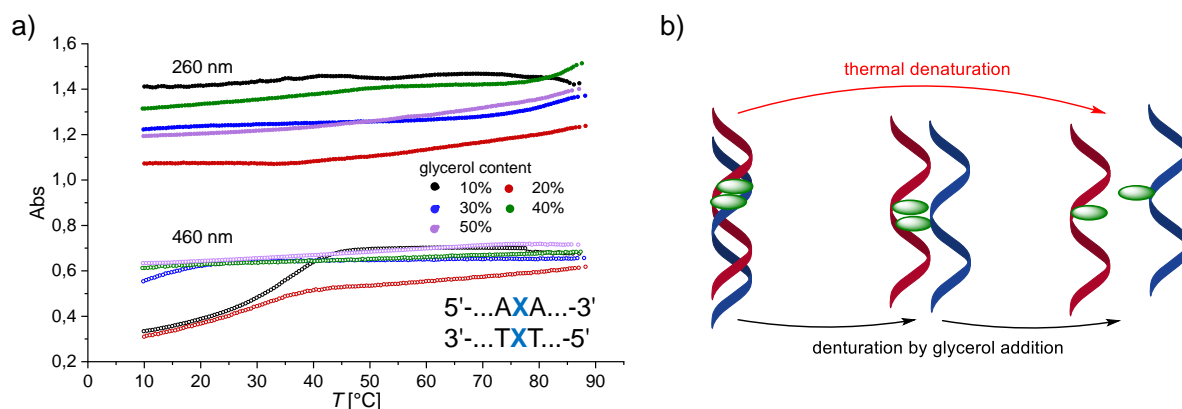 a)
1,6
1,4
1,2
1,0
0,8
0,6
0,4
0,2
Abs
260 nm
glycerol content
10% 20%
30% 40%
50%
460 nm
5'-...AXA...-3'
3'-...TXT...-5'
0 10 20 30 40 50 60 70 80 90
T [°C]
b)
thermal denaturation
denturation by glycerol addition